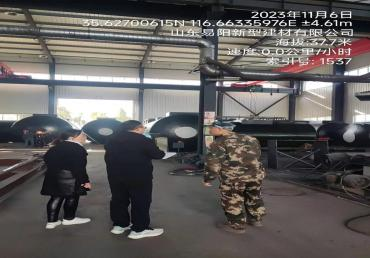 2023年11月6日
35.62700615N 116.66335976E ±4.61m
山东易阳新型建材有限公司
海拔:37.7米
速度:0.0公里/小时
索引号: 1537